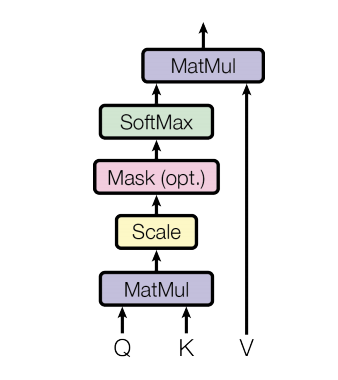 MatMul
SoftMax
Mask (opt.)
Scale
MatMul
Q K V